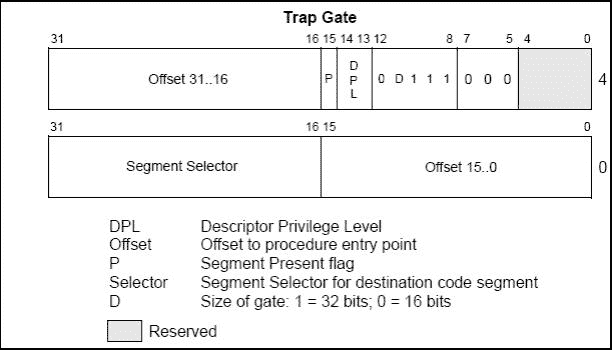 Trap Gate
31 16 15 14 13 12 8 7 5 4 0
Offset 31..16 P DPL 0 D 1 1 1 0 0 0 4
31 16 15 0
Segment Selector Offset 15..0 0
DPL Descriptor Privilege Level
Offset Offset to procedure entry point
P Segment Present flag
Selector Segment Selector for destination code segment
D Size of gate: 1 = 32 bits; 0 = 16 bits
Reserved